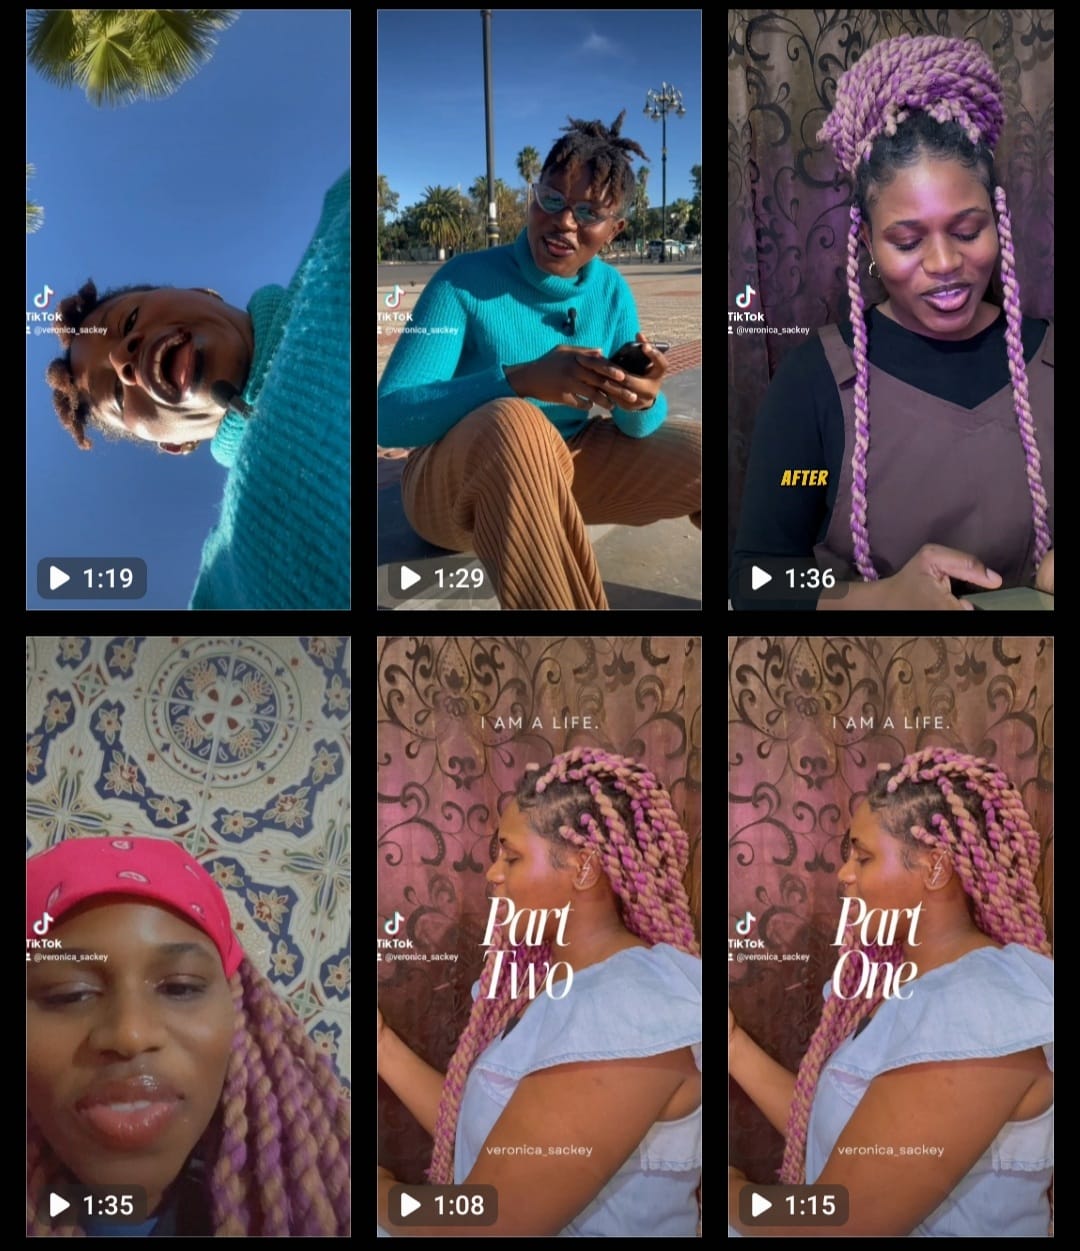 TikTok
@veronica_sackey
1:19
TikTok
@veronica_sackey
1:29
TikTok
@veronica_sackey
AFTER
1:36
TikTok
@veronica_sackey
1:35
I AM A LIFE.
TikTok
@veronica_sackey
Part
Two
veronica_sackey
1:08
I AM A LIFE.
TikTok
@veronica_sackey
Part
One
veronica_sackey
1:15